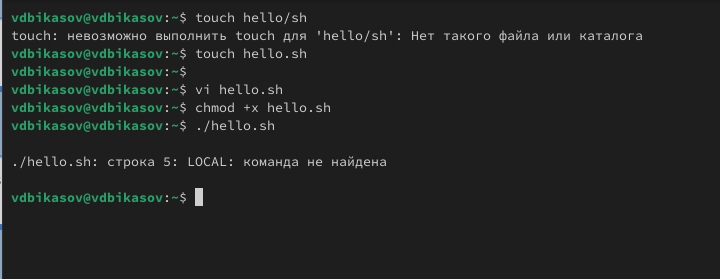 vdbikasov@vdbikasov:~$ touch hello/sh
touch: невозможно выполнить touch для 'hello/sh': Нет такого файла или каталога
vdbikasov@vdbikasov:~$ touch hello.sh
vdbikasov@vdbikasov:~$
vdbikasov@vdbikasov:~$ vi hello.sh
vdbikasov@vdbikasov:~$ chmod +x hello.sh
vdbikasov@vdbikasov:~$ ./hello.sh
./hello.sh: строка 5: LOCAL: команда не найдена
vdbikasov@vdbikasov:~$